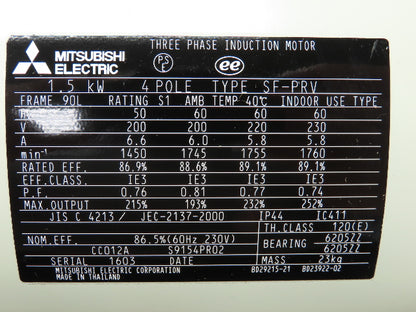 THREE PHASE INDUCTION MOTOR
MITSUBISHI
ELECTRIC
PS
E
ee
1.5 kW 4 POLE TYPE SF-PRV
FRAME 90L RATING S1 AMB TEMP 40℃ INDOOR USE TYPE
Hz 50 60 60 60
V 200 200 220 230
A 6.6 6.0 5.8 5.8
min⁻¹ 1450 1745 1755 1760
RATED EFF. 86.9% 88.6% 89.1% 89.1%
EFF.CLASS. IE3 IE3 IE3 IE3
P.F. 0.76 0.81 0.77 0.74
MAX.OUTPUT 215% 193% 232% 252%
JIS C 4213 / JEC-2137-2000 IP44 IC411
TH.CLASS 120(E)
NOM.EFF. 86.5%(60Hz 230V) BEARING 6205ZZ
6205ZZ
CC012A S9154PR02
SERIAL 1603 DATE MASS 23kg
MITSUBISHI ELECTRIC CORPORATION BD29215-21 BD23922-02
MADE IN THAILAND